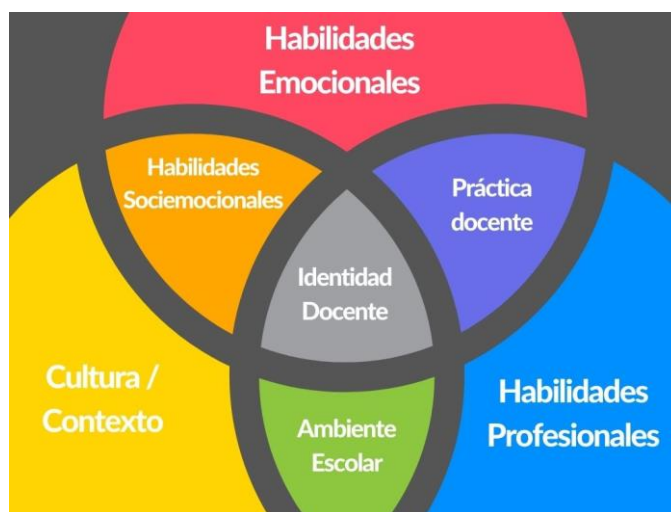 Habilidades
Emocionales
Habilidades
Sociemocionales
Práctica
docente
Identidad
Docente
Cultura /
Contexto
Habilidades
Profesionales
Ambiente
Escolar